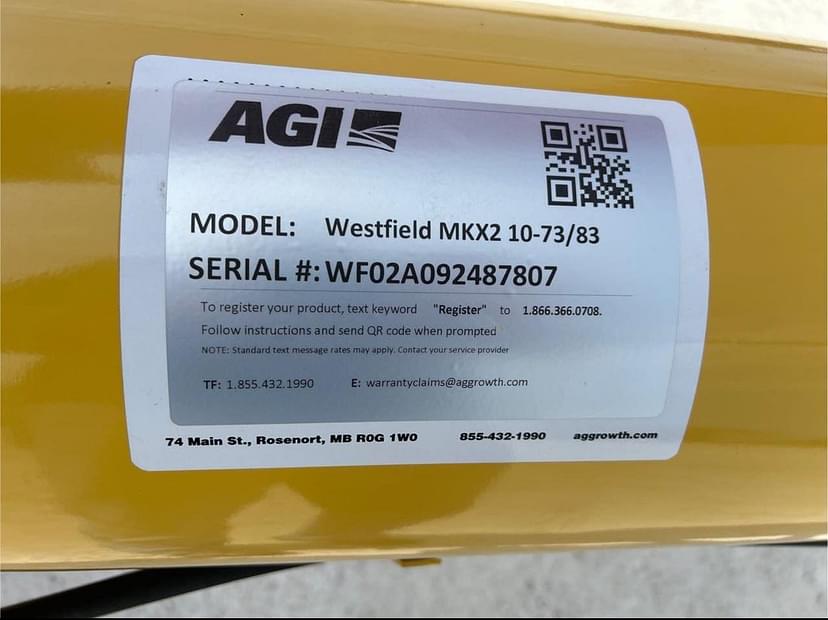 AGI
MODEL: Westfield MKX2 10-73/83
SERIAL #: WF02A092487807
To register your product, text keyword "Register" to 1.866.366.0708.
Follow instructions and send QR code when prompted
NOTE: Standard text message rates may apply. Contact your service provider
TF: 1.855.432.1990 E: warrantyclaims@aggrowth.com
74 Main St., Rosenort, MB R0G 1W0 855-432-1990 aggrowth.com